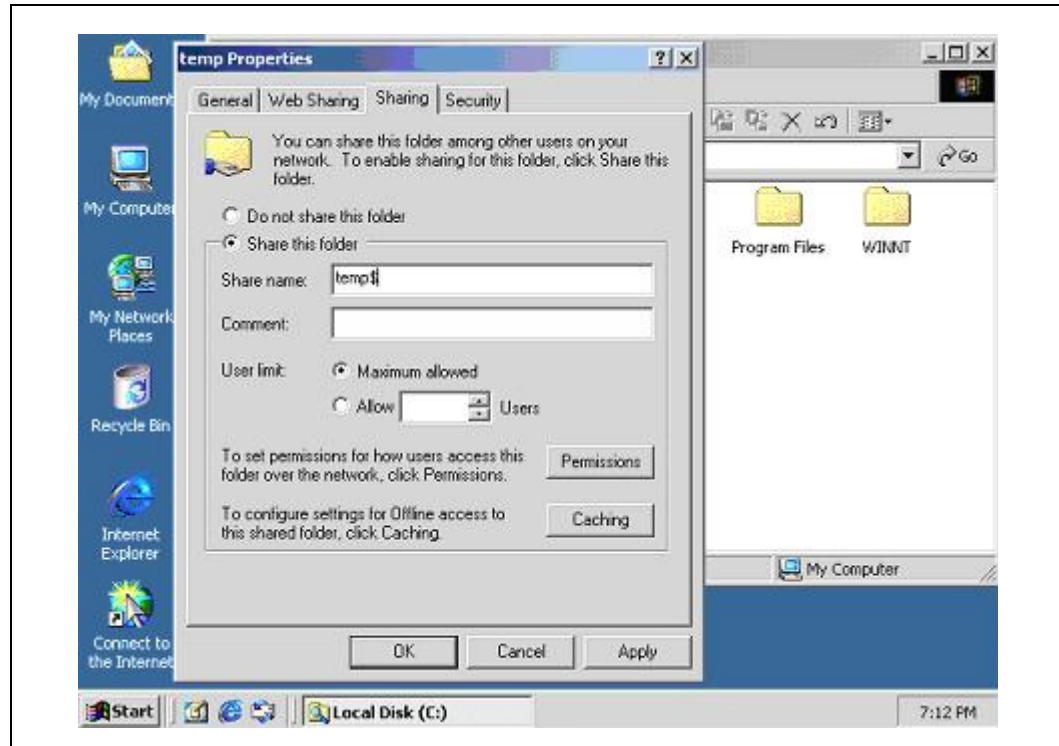 temp Properties
My Document
General
Web Sharing
Sharing
Security
You can share this folder among other users on your
network. To enable sharing for this folder, click Share this
folder.
Go
My Computer
Do not share this folder
Share this folder
Program Files
WINNT
Share name:
temp$
My Network
Places
Comment:
User limit:
Maximum allowed
Allow
Users
Recycle Bin
To set permissions for how users access this
folder over the network, click Permissions.
Permissions
To configure settings for Offline access to
this shared folder, click Caching.
Caching
Internet
Explorer
My Computer
Connect to
the Internet
OK
Cancel
Apply
Start
Local Disk (C:)
7:12 PM